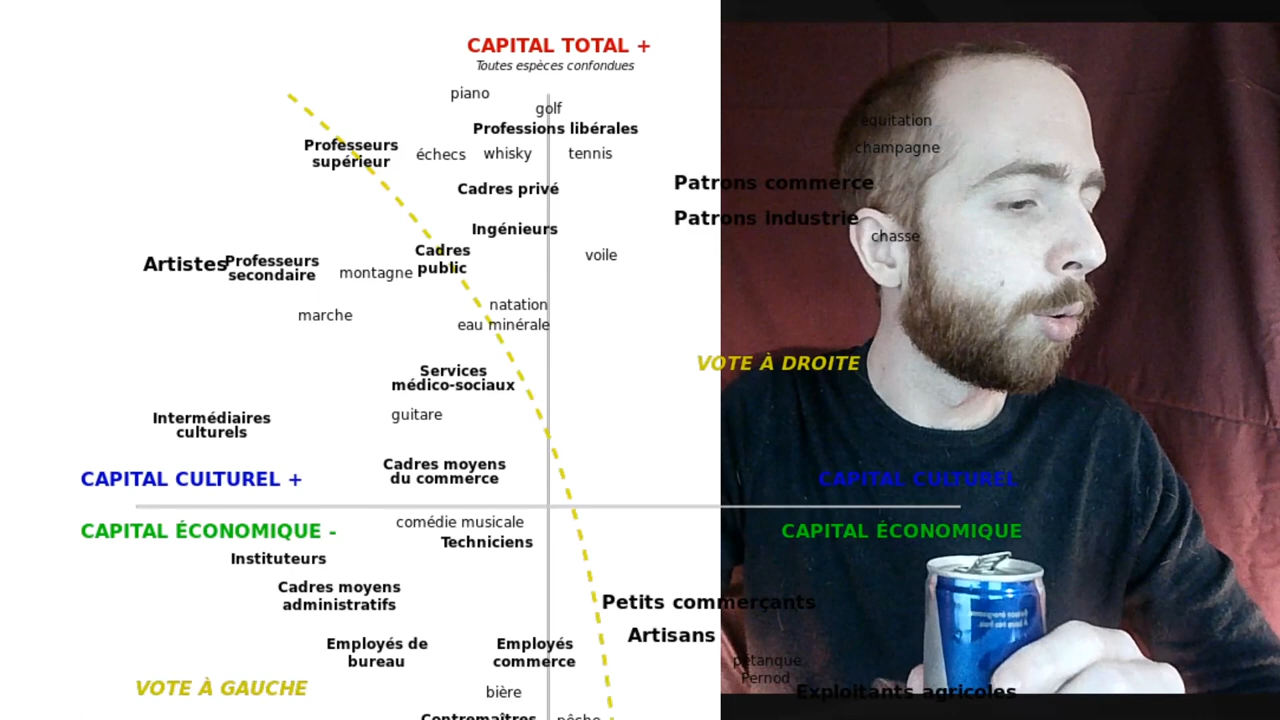 CAPITAL TOTAL +
Toutes espèces confondues
piano
golf
équitation
Professions libérales
Professeurs
supérieur
échecs
whisky
tennis
champagne
Cadres privé
Patrons commerce
Patrons industrie
Ingénieurs
chasse
Cadres
public
voile
Artistes
Professeurs
secondaire
montagne
natation
marche
eau minérale
VOTE À DROITE
Services
médico-sociaux
guitare
Intermédiaires
culturels
Cadres moyens
du commerce
CAPITAL CULTUREL +
CAPITAL CULTUREL
CAPITAL ÉCONOMIQUE -
CAPITAL ÉCONOMIQUE
comédie musicale
Techniciens
Instituteurs
Cadres moyens
administratifs
Petits commerçants
Artisans
Employés de
bureau
Employés
commerce
pétanque
Pernod
VOTE À GAUCHE
bière
Exploitants agricoles
Contremaîtres
pêche